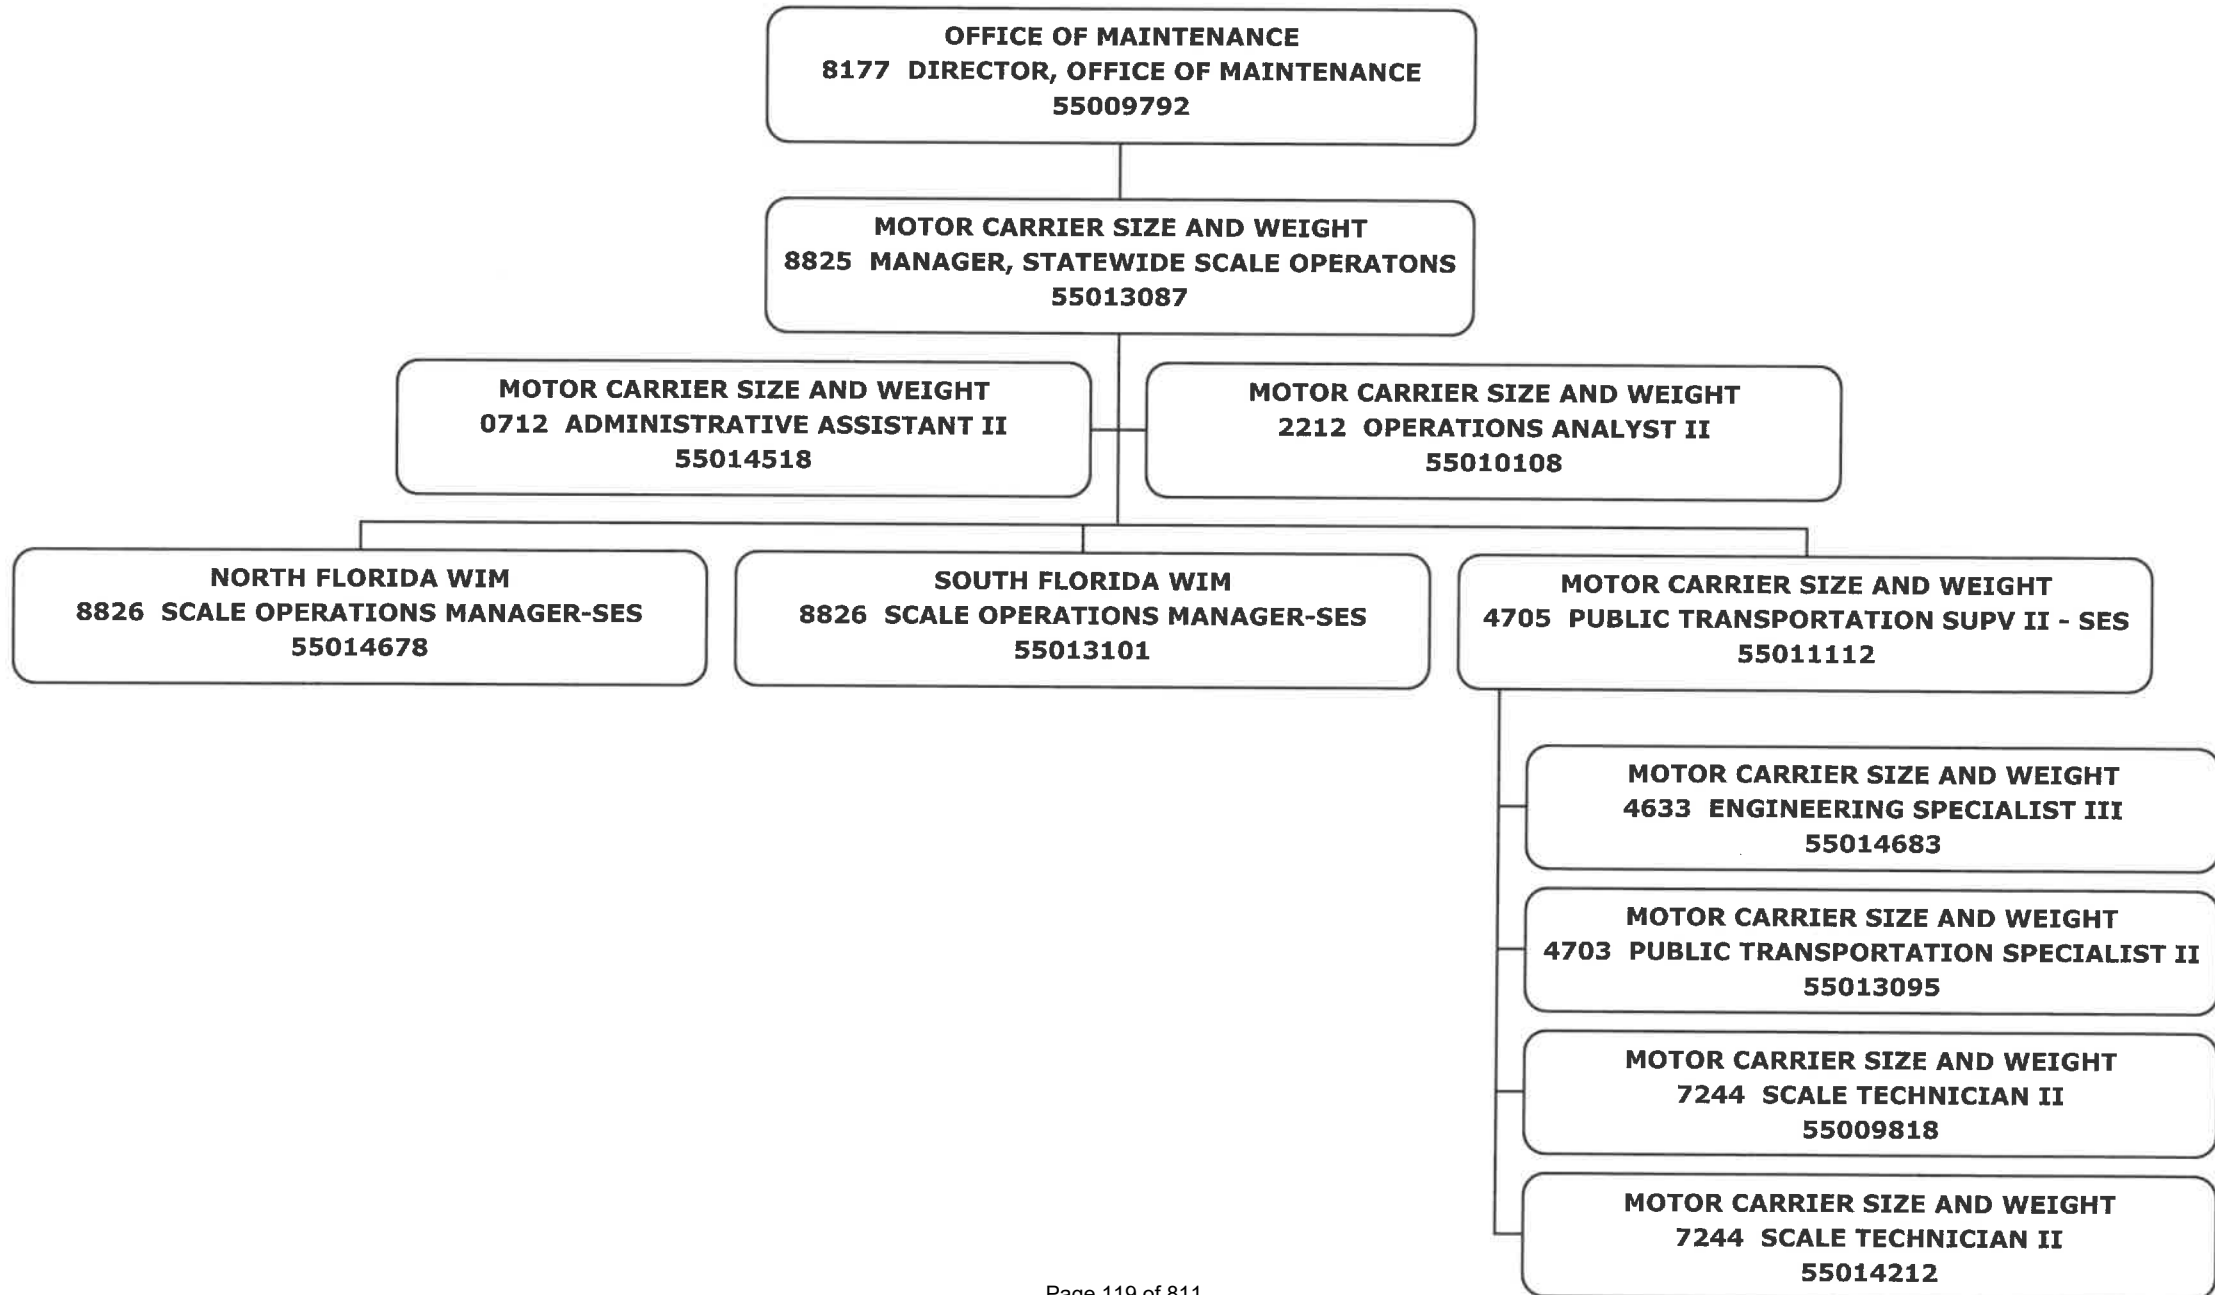 OFFICE OF MAINTENANCE
8177 DIRECTOR, OFFICE OF MAINTENANCE
55009792
MOTOR CARRIER SIZE AND WEIGHT
8825 MANAGER, STATEWIDE SCALE OPERATONS
55013087
MOTOR CARRIER SIZE AND WEIGHT
0712 ADMINISTRATIVE ASSISTANT II
55014518
MOTOR CARRIER SIZE AND WEIGHT
2212 OPERATIONS ANALYST II
55010108
NORTH FLORIDA WIM
8826 SCALE OPERATIONS MANAGER-SES
55014678
SOUTH FLORIDA WIM
8826 SCALE OPERATIONS MANAGER-SES
55013101
MOTOR CARRIER SIZE AND WEIGHT
4705 PUBLIC TRANSPORTATION SUPV II - SES
55011112
MOTOR CARRIER SIZE AND WEIGHT
4633 ENGINEERING SPECIALIST III
55014683
MOTOR CARRIER SIZE AND WEIGHT
4703 PUBLIC TRANSPORTATION SPECIALIST II
55013095
MOTOR CARRIER SIZE AND WEIGHT
7244 SCALE TECHNICIAN II
55009818
MOTOR CARRIER SIZE AND WEIGHT
7244 SCALE TECHNICIAN II
55014212
Page 119 of 811